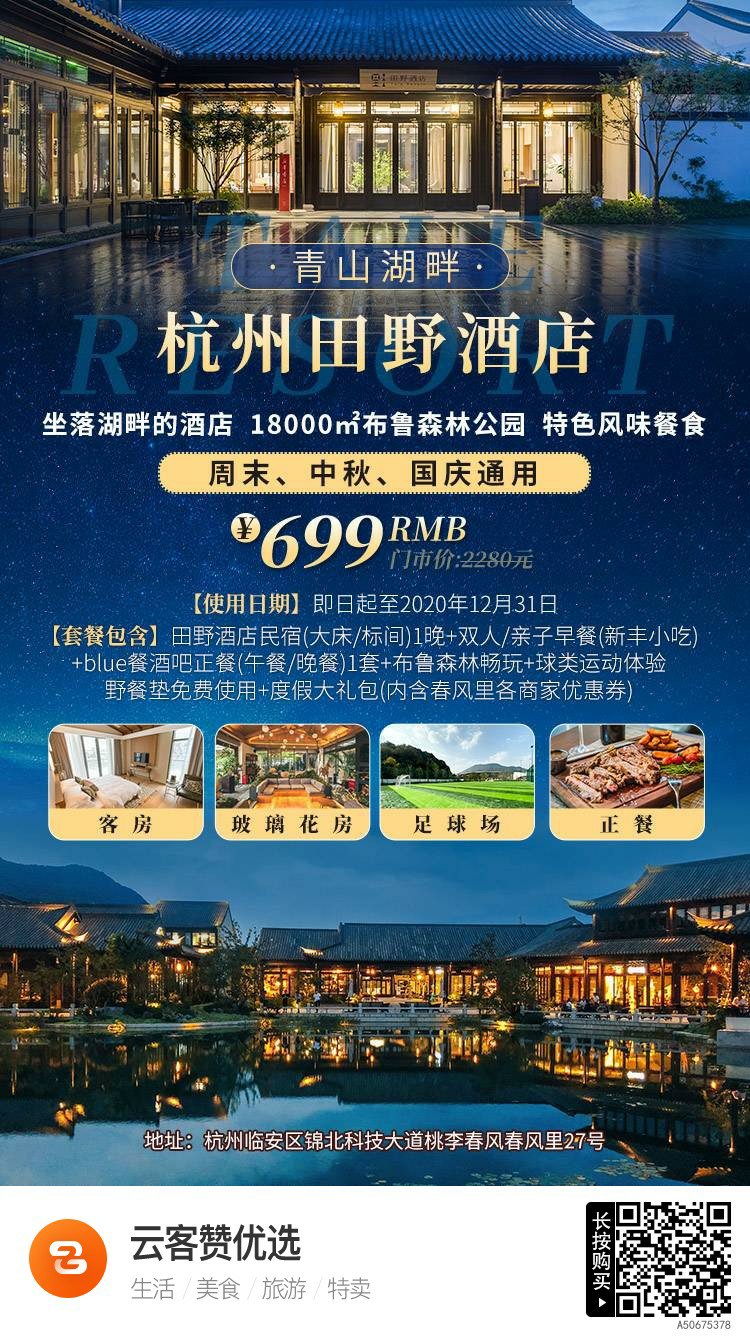 田野酒店
TALE
·青山湖畔·
RESORT
杭州田野酒店
坐落湖畔的酒店 18000㎡布鲁森林公园 特色风味餐食
周末、中秋、国庆通用
¥699RMB
门市价:2280元
【使用日期】即日起至2020年12月31日
【套餐包含】田野酒店民宿(大床/标间)1晚+双人/亲子早餐(新丰小吃)
+blue餐酒吧正餐(午餐/晚餐)1套+布鲁森林畅玩+球类运动体验
野餐垫免费使用+度假大礼包(内含春风里各商家优惠券)
客房 玻璃花房 足球场 正餐
地址：杭州临安区锦北科技大道桃李春风春风里27号
云客赞优选
生活/美食/旅游/特卖
长按购买
A50675378